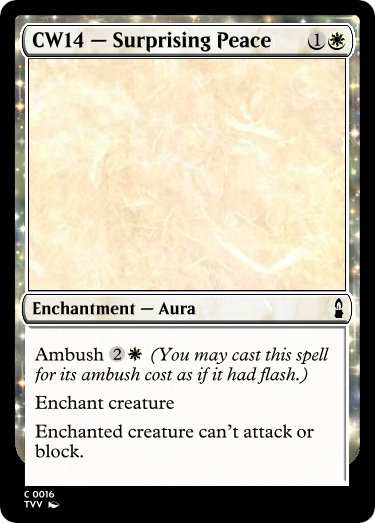 CW14 — Surprising Peace 1
Enchantment — Aura
Ambush 2 (You may cast this spell
for its ambush cost as if it had flash.)
Enchant creature
Enchanted creature can't attack or
block.
C 0016
TVV